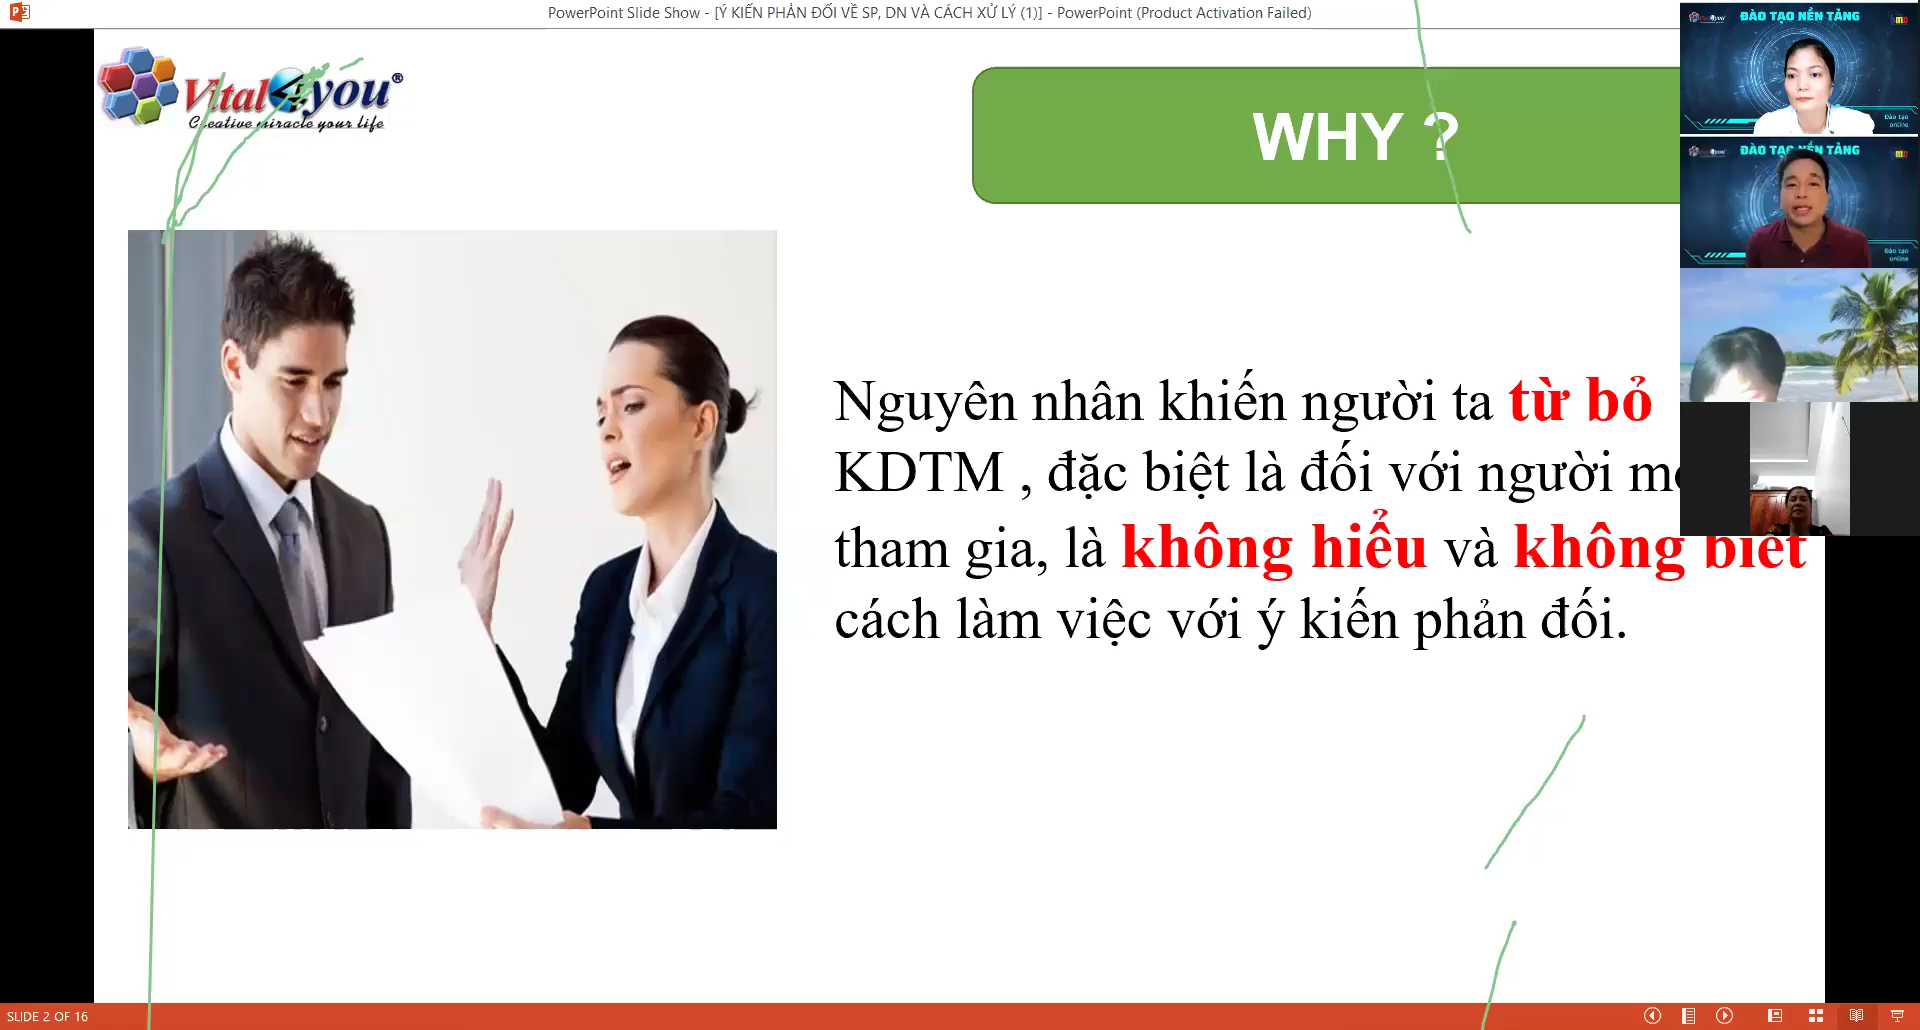 PowerPoint Slide Show - [Ý KIẾN PHẢN ĐỐI VỀ SP, DN VÀ CÁCH XỬ LÝ (1)] - PowerPoint (Product Activation Failed)
Vital4you®
Creative miracle your life
WHY ?
Nguyên nhân khiến người ta từ bỏ
KDTM , đặc biệt là đối với người
tham gia, là không hiểu và không biết
cách làm việc với ý kiến phản đối.
ĐÀO TẠO NỀN TẢNG
Đào tạo
online
ĐÀO TẠO NỀN TẢNG
Đào tạo
online
SLIDE 2 OF 16